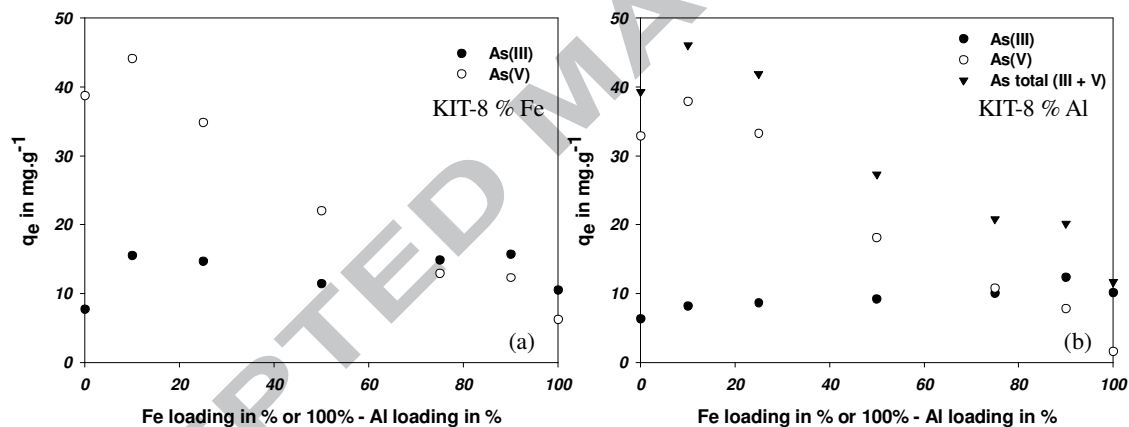 50
40
30
20
10
0
q_e in mg.g^-1
As(III)
As(V)
KIT-8 % Fe
(a)
0 20 40 60 80 100
Fe loading in % or 100% - Al loading in %
50
40
30
20
10
0
q_e in mg.g^-1
As(III)
As(V)
As total (III + V)
KIT-8 % Al
(b)
0 20 40 60 80 100
Fe loading in % or 100% - Al loading in %
PTED MA